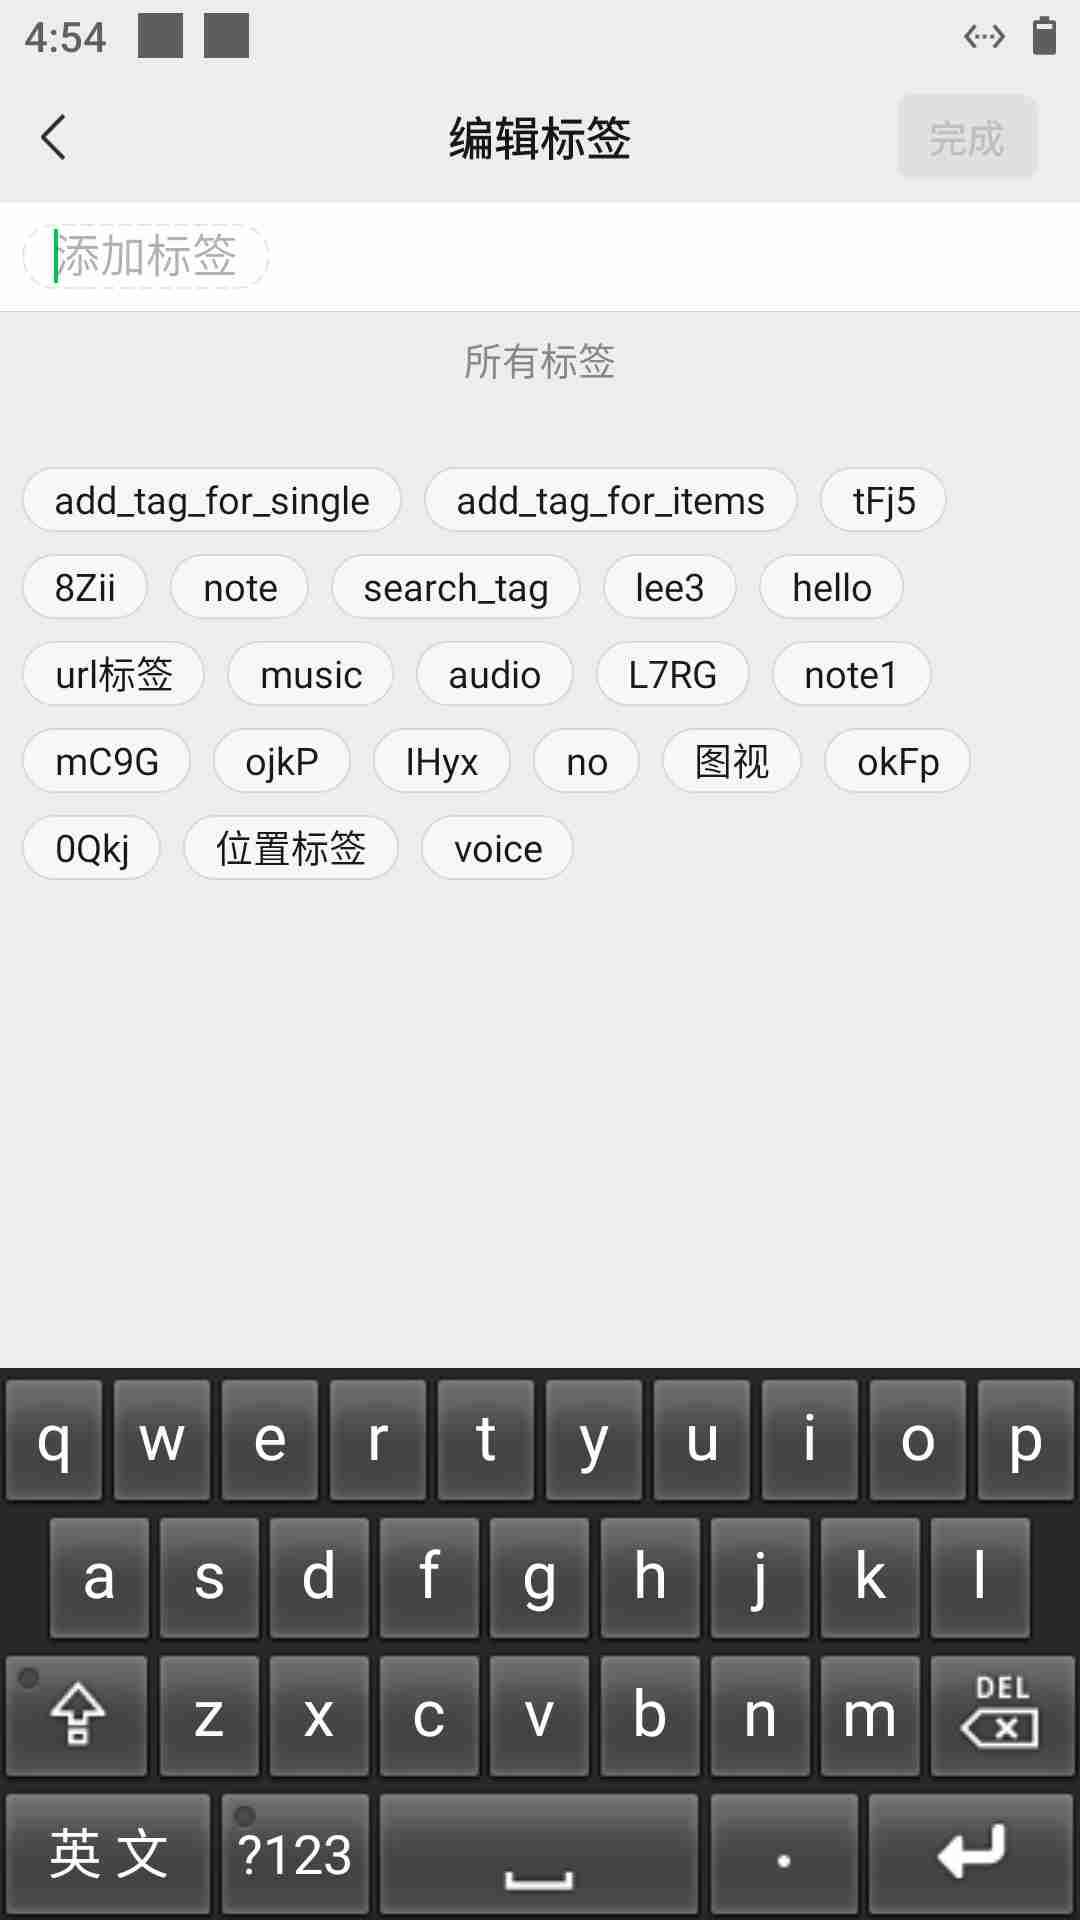 4:54
编辑标签
完成
添加标签
所有标签
add_tag_for_single add_tag_for_items tFj5
8Zii note search_tag lee3 hello
url标签 music audio L7RG note1
mC9G ojkP IHyx no 图视 okFp
0Qkj 位置标签 voice
q w e r t y u i o p
a s d f g h j k l
z x c v b n m DEL
英文 ?123 .